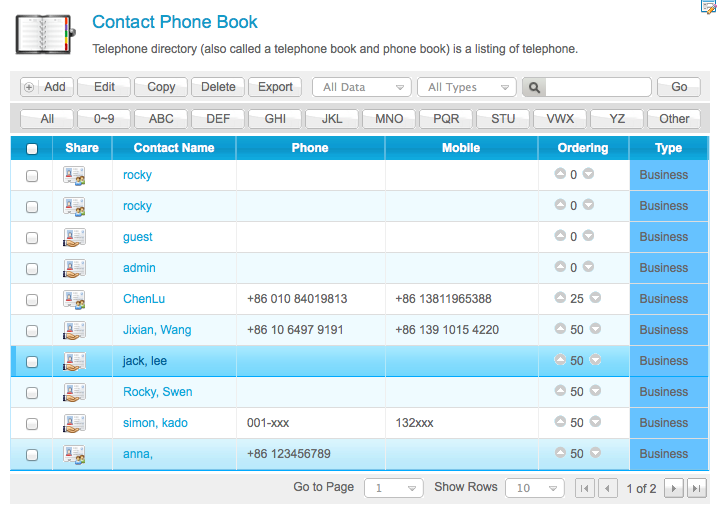 Contact Phone Book
Telephone directory (also called a telephone book and phone book) is a listing of telephone.
Add Edit Copy Delete Export All Data All Types Go
All 0~9 ABC DEF GHI JKL MNO PQR STU VWX YZ Other
Share Contact Name Phone Mobile Ordering Type
rocky 0 Business
rocky 0 Business
guest 0 Business
admin 0 Business
ChenLu +86 010 84019813 +86 13811965388 25 Business
Jixian, Wang +86 10 6497 9191 +86 139 1015 4220 50 Business
jack, lee 50 Business
Rocky, Swen 50 Business
simon, kado 001-xxx 132xxx 50 Business
anna, +86 123456789 50 Business
Go to Page 1 Show Rows 10 1 of 2